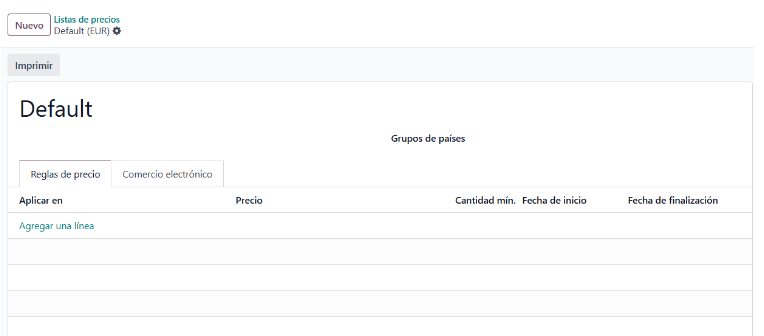 Nuevo
Listas de precios
Default (EUR)
Imprimir
Default
Grupos de países
Reglas de precio
Comercio electrónico
Aplicar en Precio Cantidad mín. Fecha de inicio Fecha de finalización
Agregar una línea